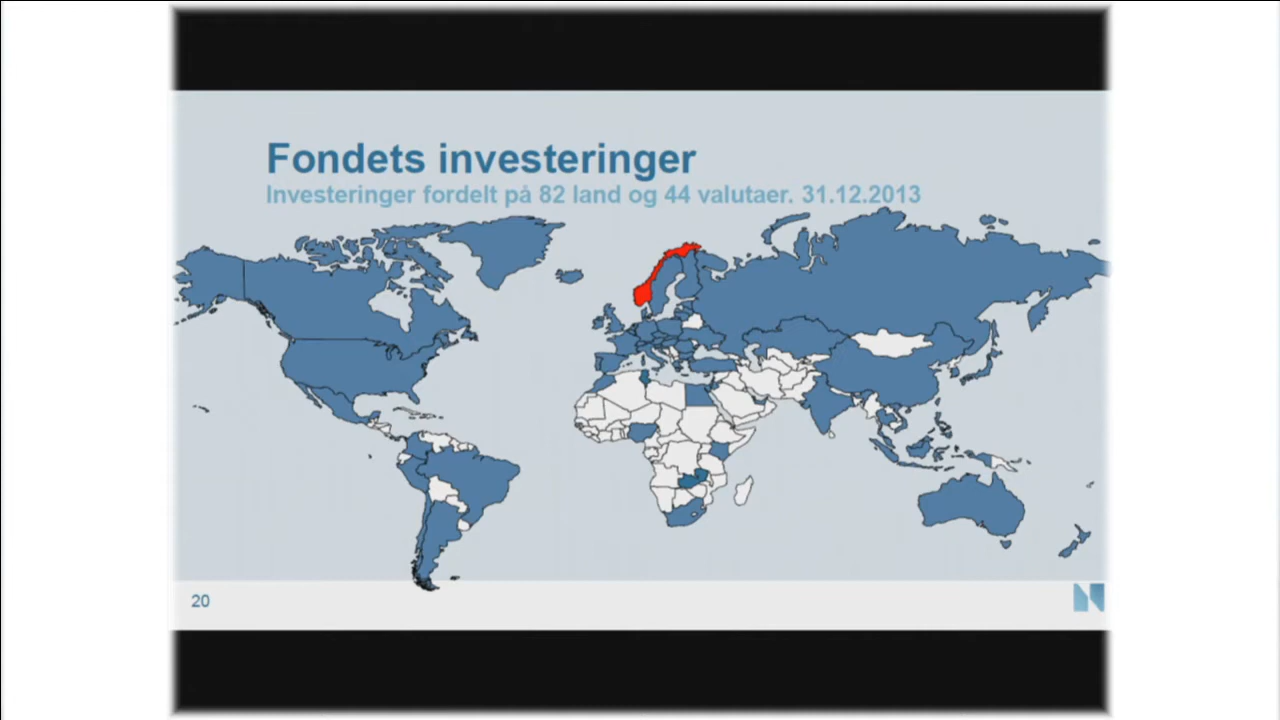 Fondets investeringer
Investeringer fordelt på 82 land og 44 valutaer. 31.12.2013
20